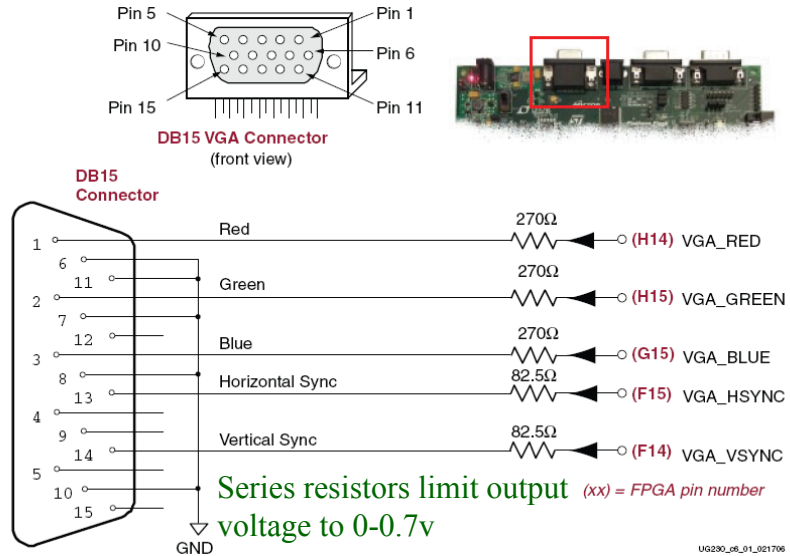 Pin 5
Pin 1
Pin 10
Pin 6
Pin 15
Pin 11
DB15 VGA Connector
(front view)
DB15
Connector
1
Red
270Ω
(H14) VGA_RED
6
11
2
Green
270Ω
(H15) VGA_GREEN
7
12
3
Blue
270Ω
(G15) VGA_BLUE
8
13
Horizontal Sync
82.5Ω
(F15) VGA_HSYNC
4
9
14
Vertical Sync
82.5Ω
(F14) VGA_VSYNC
5
10
15
GND
Series resistors limit output
voltage to 0-0.7v
(xx) = FPGA pin number
UG230_c6_01_021706